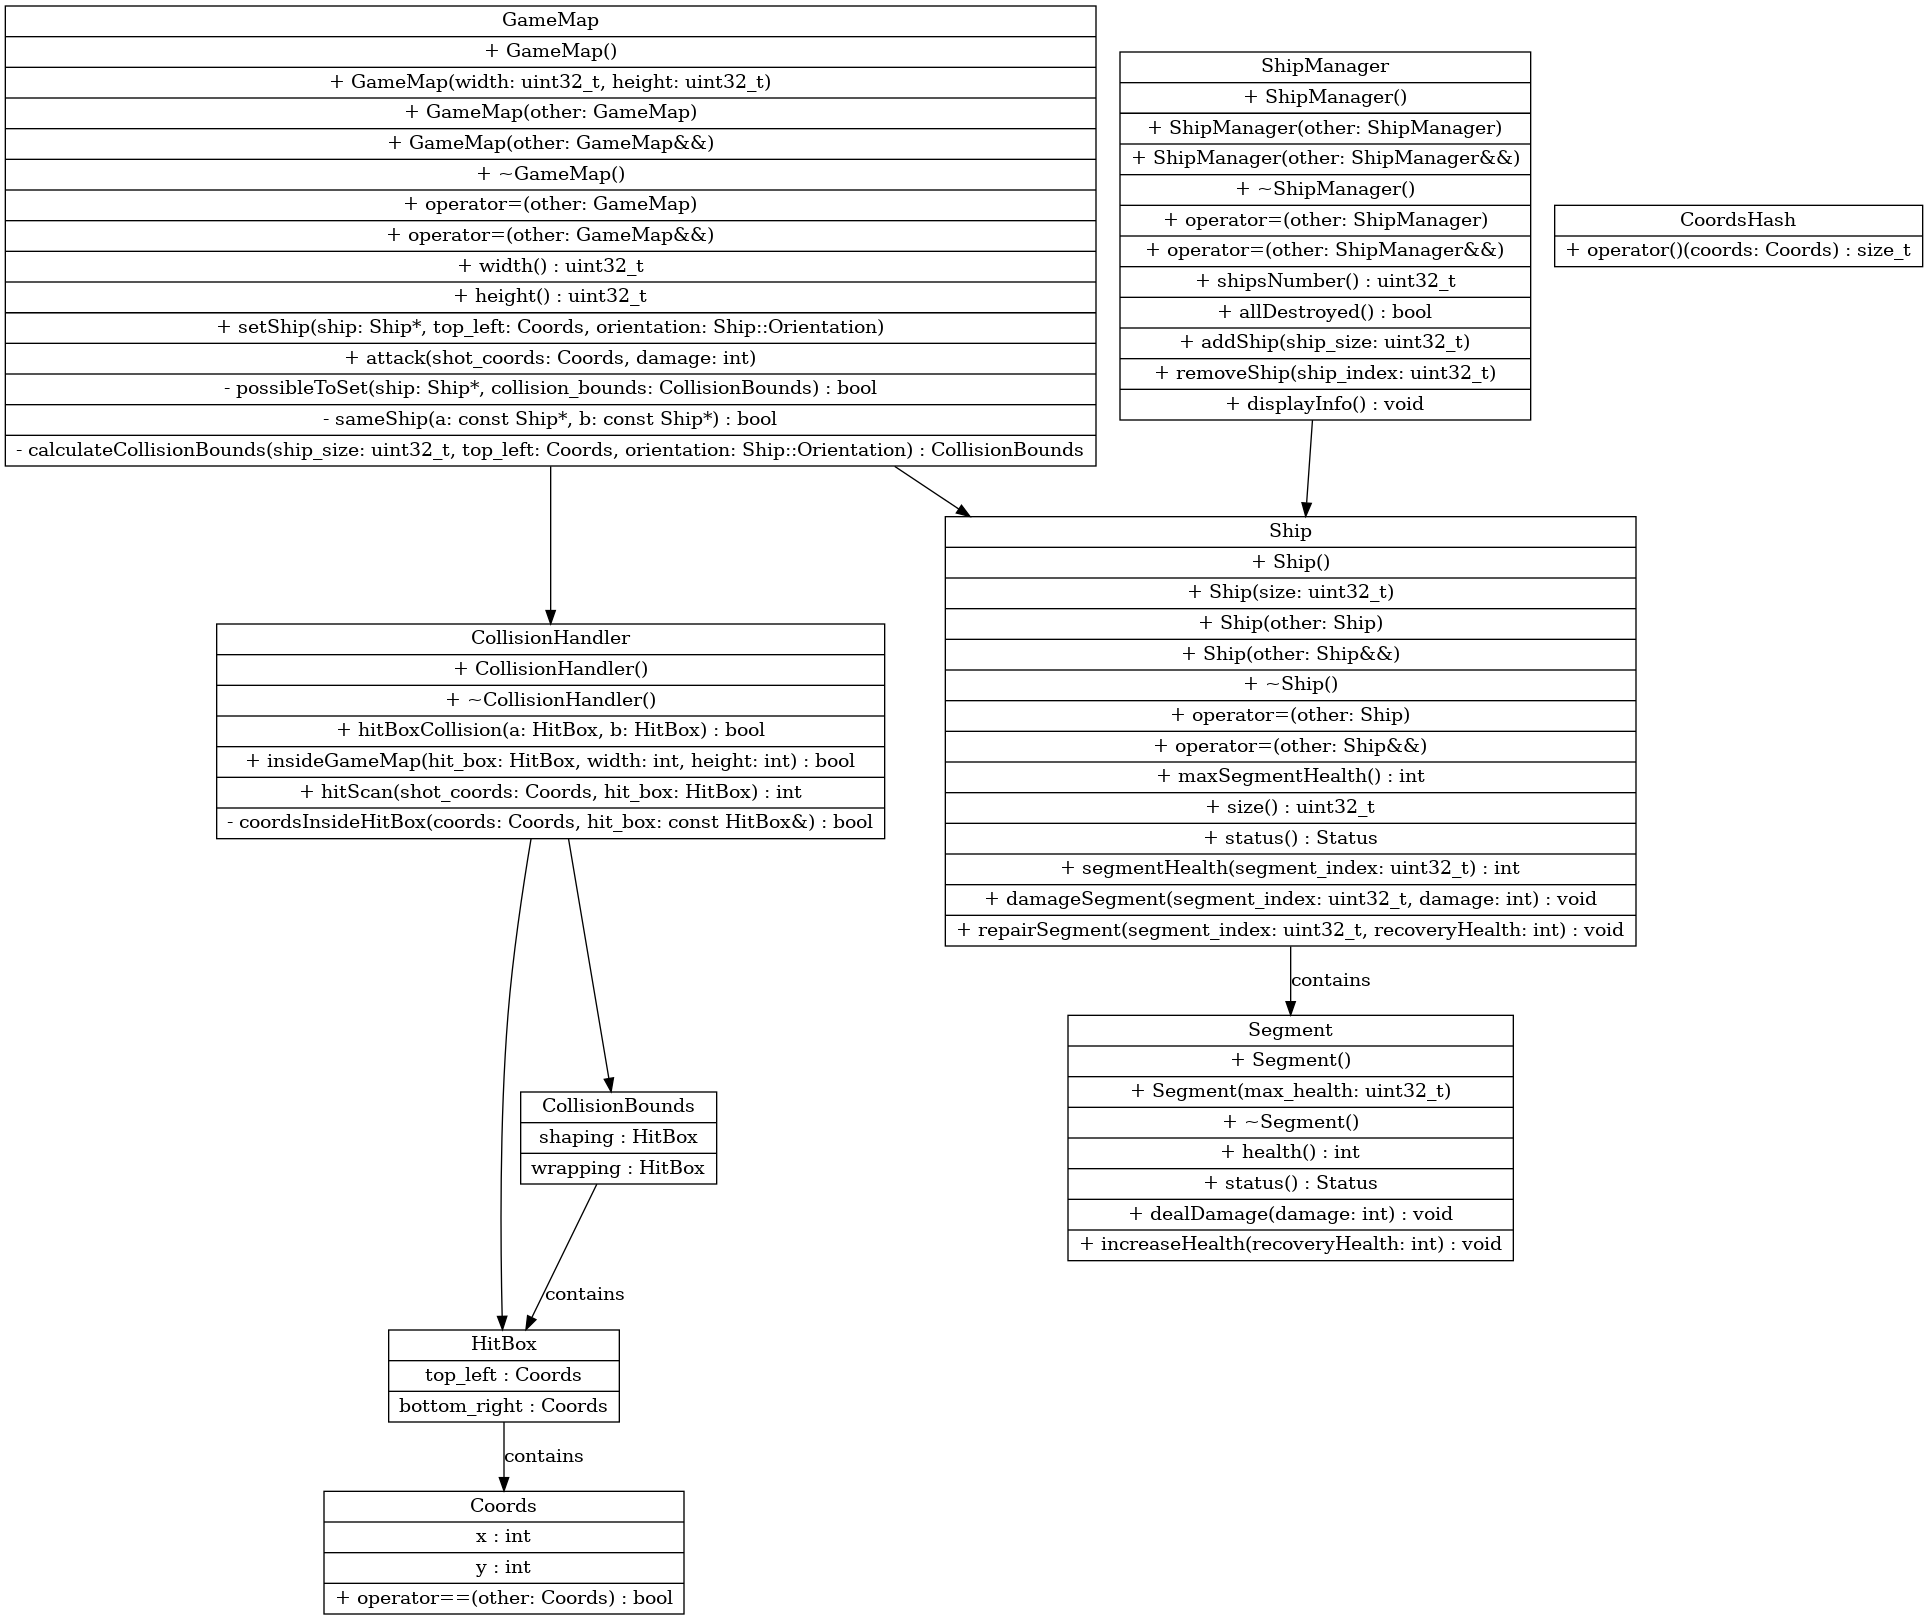 GameMap
+ GameMap()
+ GameMap(width: uint32_t, height: uint32_t)
+ GameMap(other: GameMap)
+ GameMap(other: GameMap&&)
+ ~GameMap()
+ operator=(other: GameMap)
+ operator=(other: GameMap&&)
+ width() : uint32_t
+ height() : uint32_t
+ setShip(ship: Ship*, top_left: Coords, orientation: Ship::Orientation)
+ attack(shot_coords: Coords, damage: int)
- possibleToSet(ship: Ship*, collision_bounds: CollisionBounds) : bool
- sameShip(a: const Ship*, b: const Ship*) : bool
- calculateCollisionBounds(ship_size: uint32_t, top_left: Coords, orientation: Ship::Orientation) : CollisionBounds
ShipManager
+ ShipManager()
+ ShipManager(other: ShipManager)
+ ShipManager(other: ShipManager&&)
+ ~ShipManager()
+ operator=(other: ShipManager)
+ operator=(other: ShipManager&&)
+ shipsNumber() : uint32_t
+ allDestroyed() : bool
+ addShip(ship_size: uint32_t)
+ removeShip(ship_index: uint32_t)
+ displayInfo() : void
CoordsHash
+ operator()(coords: Coords) : size_t
CollisionHandler
+ CollisionHandler()
+ ~CollisionHandler()
+ hitBoxCollision(a: HitBox, b: HitBox) : bool
+ insideGameMap(hit_box: HitBox, width: int, height: int) : bool
+ hitScan(shot_coords: Coords, hit_box: HitBox) : int
- coordsInsideHitBox(coords: Coords, hit_box: const HitBox&) : bool
Ship
+ Ship()
+ Ship(size: uint32_t)
+ Ship(other: Ship)
+ Ship(other: Ship&&)
+ ~Ship()
+ operator=(other: Ship)
+ operator=(other: Ship&&)
+ maxSegmentHealth() : int
+ size() : uint32_t
+ status() : Status
+ segmentHealth(segment_index: uint32_t) : int
+ damageSegment(segment_index: uint32_t, damage: int) : void
+ repairSegment(segment_index: uint32_t, recoveryHealth: int) : void
contains
Segment
+ Segment()
+ Segment(max_health: uint32_t)
+ ~Segment()
+ health() : int
+ status() : Status
+ dealDamage(damage: int) : void
+ increaseHealth(recoveryHealth: int) : void
CollisionBounds
shaping : HitBox
wrapping : HitBox
contains
HitBox
top_left : Coords
bottom_right : Coords
contains
Coords
x : int
y : int
+ operator==(other: Coords) : bool